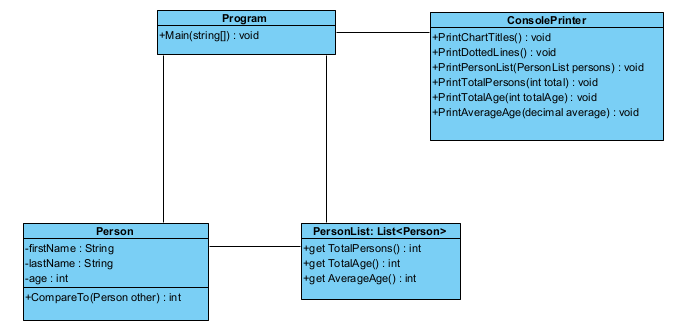 Program
+Main(string[]) : void
ConsolePrinter
+PrintChartTitles() : void
+PrintDottedLines() : void
+PrintPersonList(PersonList persons) : void
+PrintTotalPersons(int total) : void
+PrintTotalAge(int totalAge) : void
+PrintAverageAge(decimal average) : void
Person
-firstName : String
-lastName : String
-age : int
+CompareTo(Person other) : int
PersonList: List<Person>
+get TotalPersons() : int
+get TotalAge() : int
+get AverageAge() : int